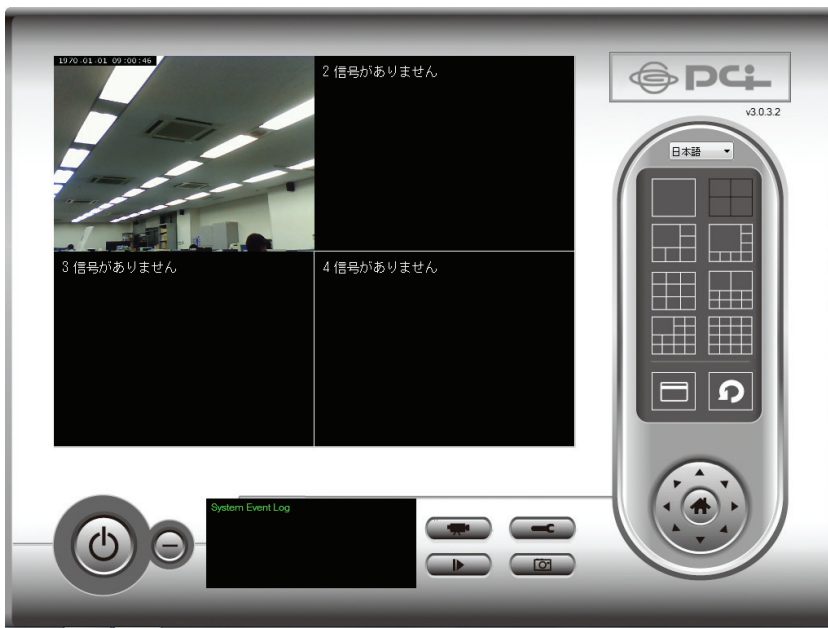 1970-01-01 09:00:46
2 信号がありません
3 信号がありません
4 信号がありません
PCi
v3.0.3.2
日本語
System Event Log